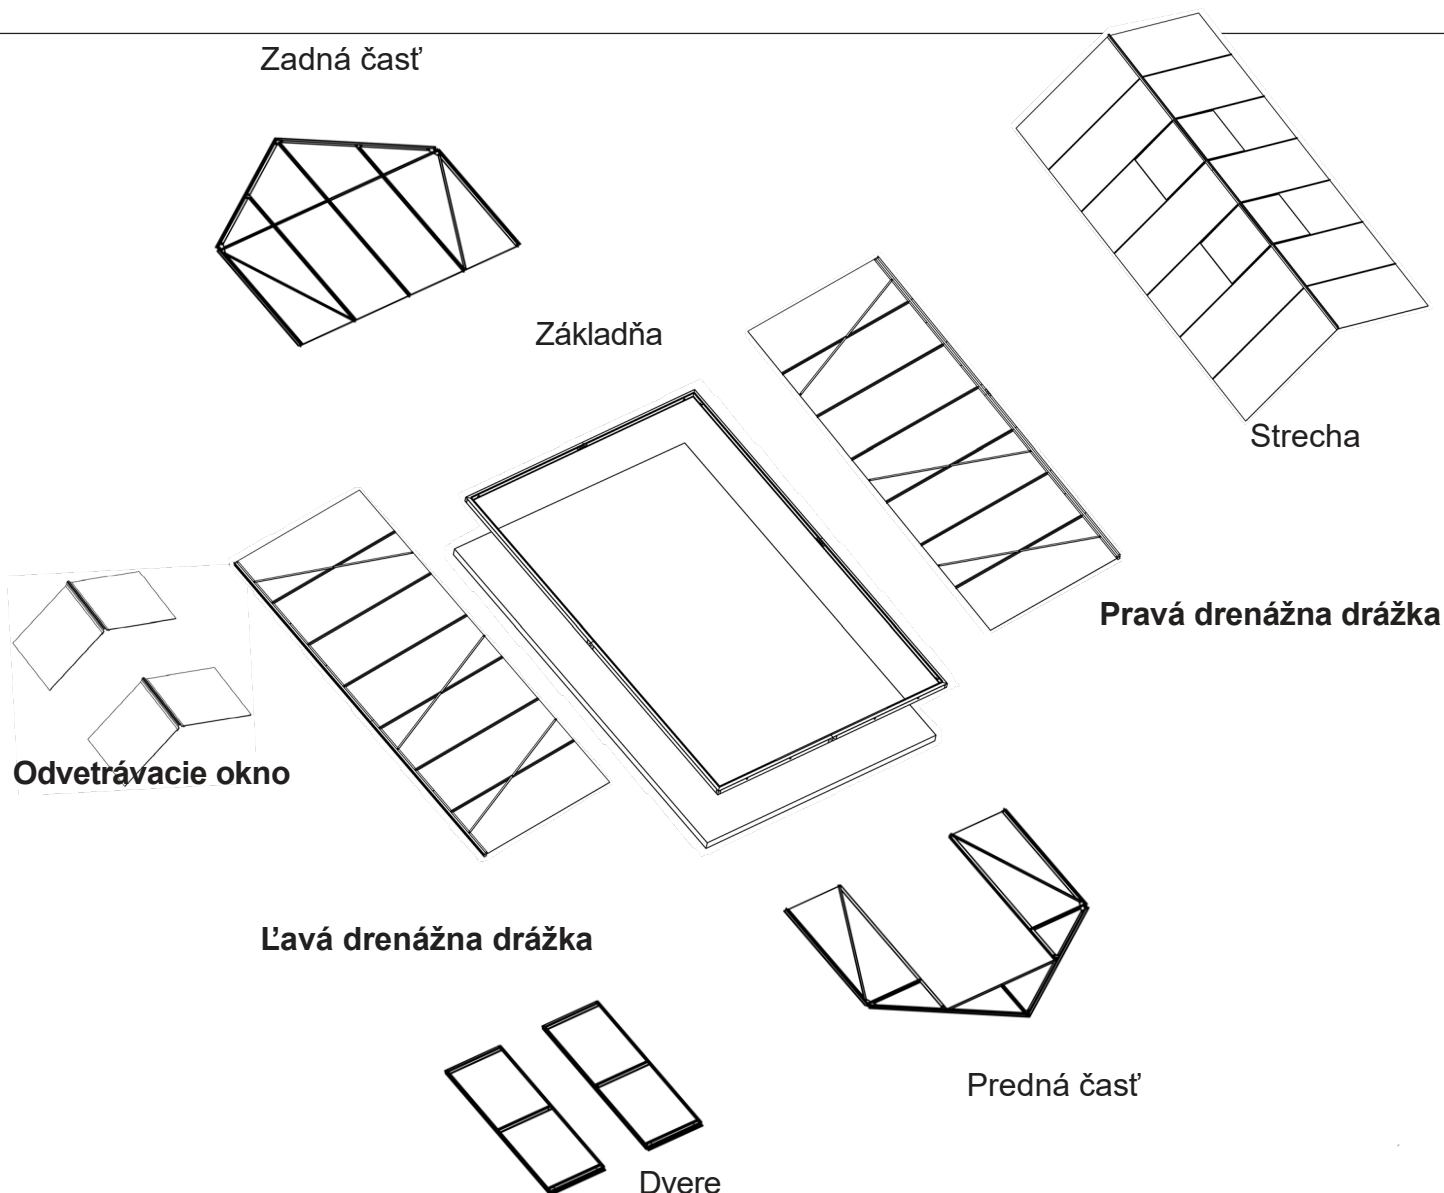 Zadná časť
Základňa
Strecha
Pravá drenážna drážka
Odvetrávacie okno
Ľavá drenážna drážka
Predná časť
Dvere